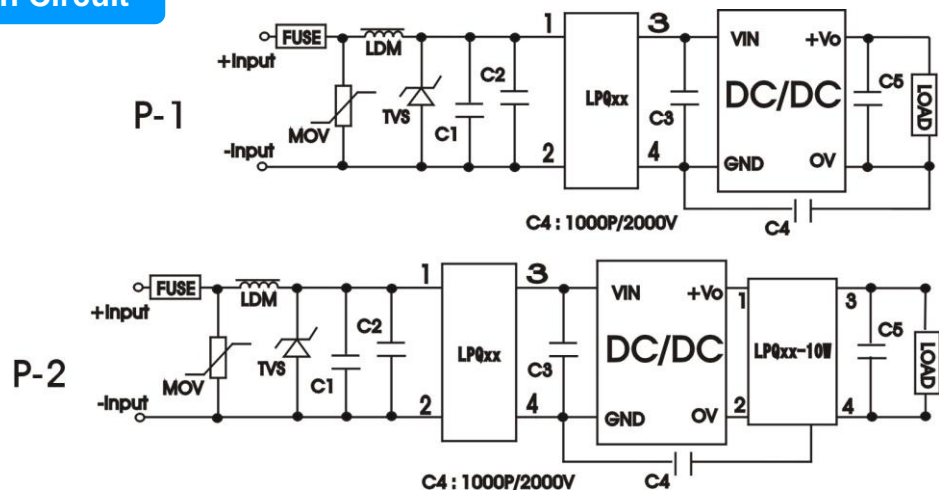 n Circuit
P-1
+Input
FUSE
LDM
MOV
TVS
C1
C2
1
2
LPQxx
3
4
C3
VIN
+Vo
DC/DC
GND
OV
C5
LOAD
-Input
C4 : 1000P/2000V
C4
P-2
+Input
FUSE
LDM
MOV
TVS
C1
C2
1
2
LPQxx
3
4
C3
VIN
+Vo
DC/DC
GND
OV
1
2
LPQxx-10W
3
4
C5
LOAD
-Input
C4 : 1000P/2000V
C4